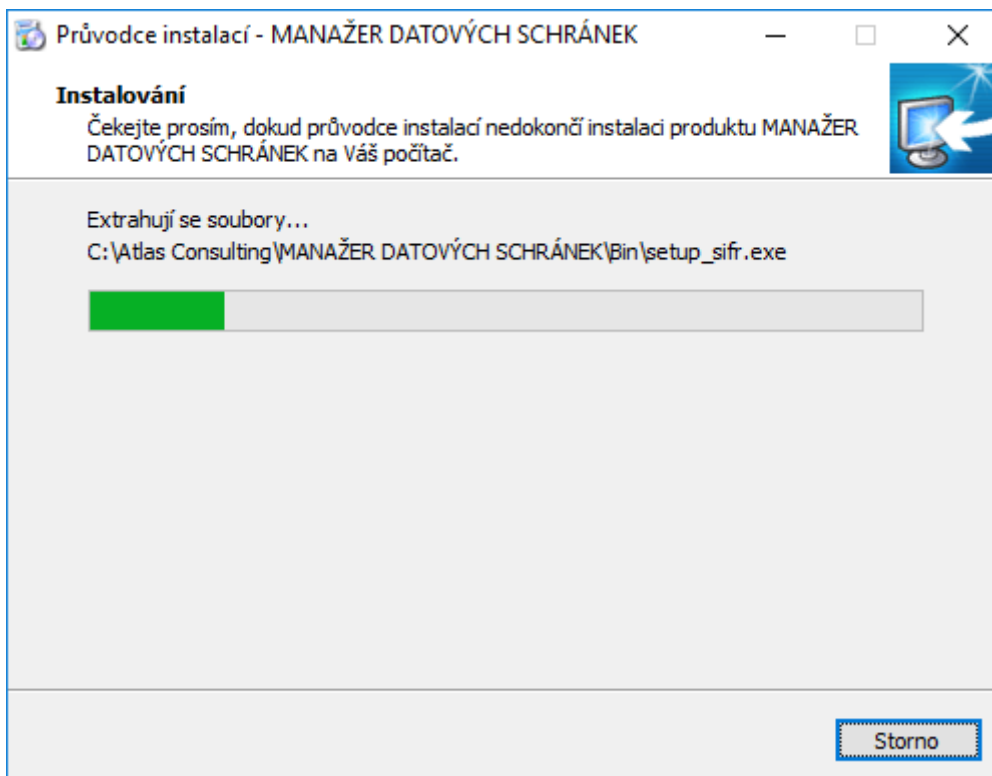 Průvodce instalací - MANAŽER DATOVÝCH SCHRÁNEK
Instalování
Čekejte prosím, dokud průvodce instalací nedokončí instalaci produktu MANAŽER
DATOVÝCH SCHRÁNEK na Váš počítač.
Extrahují se soubory...
C:\Atlas Consulting\MANAŽER DATOVÝCH SCHRÁNEK\Bin\setup_sifr.exe
Storno